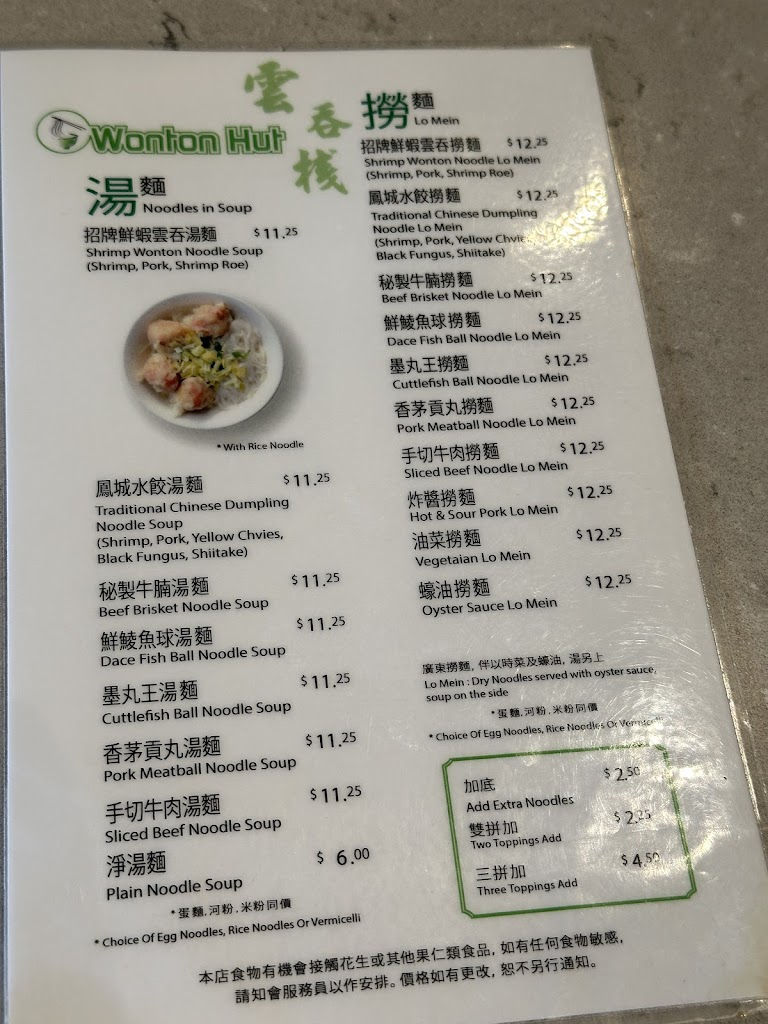 雲吞棧
Wonton Hut
湯麵
Noodles in Soup
招牌鮮蝦雲吞湯麵 $11.25
Shrimp Wonton Noodle Soup
(Shrimp, Pork, Shrimp Roe)
* With Rice Noodle
鳳城水餃湯麵 $11.25
Traditional Chinese Dumpling
Noodle Soup
(Shrimp, Pork, Yellow Chvies,
Black Fungus, Shiitake)
秘製牛腩湯麵 $11.25
Beef Brisket Noodle Soup
鮮鯪魚球湯麵 $11.25
Dace Fish Ball Noodle Soup
墨丸王湯麵 $11.25
Cuttlefish Ball Noodle Soup
香茅貢丸湯麵 $11.25
Pork Meatball Noodle Soup
手切牛肉湯麵 $11.25
Sliced Beef Noodle Soup
淨湯麵 $6.00
Plain Noodle Soup
* 蛋麵,河粉,米粉同價
* Choice Of Egg Noodles, Rice Noodles Or Vermicelli
撈麵
Lo Mein
招牌鮮蝦雲吞撈麵 $12.25
Shrimp Wonton Noodle Lo Mein
(Shrimp, Pork, Shrimp Roe)
鳳城水餃撈麵 $12.25
Traditional Chinese Dumpling
Noodle Lo Mein
(Shrimp, Pork, Yellow Chvies,
Black Fungus, Shiitake)
秘製牛腩撈麵 $12.25
Beef Brisket Noodle Lo Mein
鮮鯪魚球撈麵 $12.25
Dace Fish Ball Noodle Lo Mein
墨丸王撈麵 $12.25
Cuttlefish Ball Noodle Lo Mein
香茅貢丸撈麵 $12.25
Pork Meatball Noodle Lo Mein
手切牛肉撈麵 $12.25
Sliced Beef Noodle Lo Mein
炸醬撈麵 $12.25
Hot & Sour Pork Lo Mein
油菜撈麵 $12.25
Vegetaian Lo Mein
蠔油撈麵 $12.25
Oyster Sauce Lo Mein
廣東撈麵, 伴以時菜及蠔油, 湯另上
Lo Mein : Dry Noodles served with oyster sauce,
soup on the side
* 蛋麵,河粉,米粉同價
* Choice Of Egg Noodles, Rice Noodles Or Vermicelli
加底 $2.50
Add Extra Noodles
雙拼加 $2.25
Two Toppings Add
三拼加 $4.50
Three Toppings Add
本店食物有機會接觸花生或其他果仁類食品, 如有任何食物敏感,
請知會服務員以作安排。價格如有更改, 恕不另行通知。